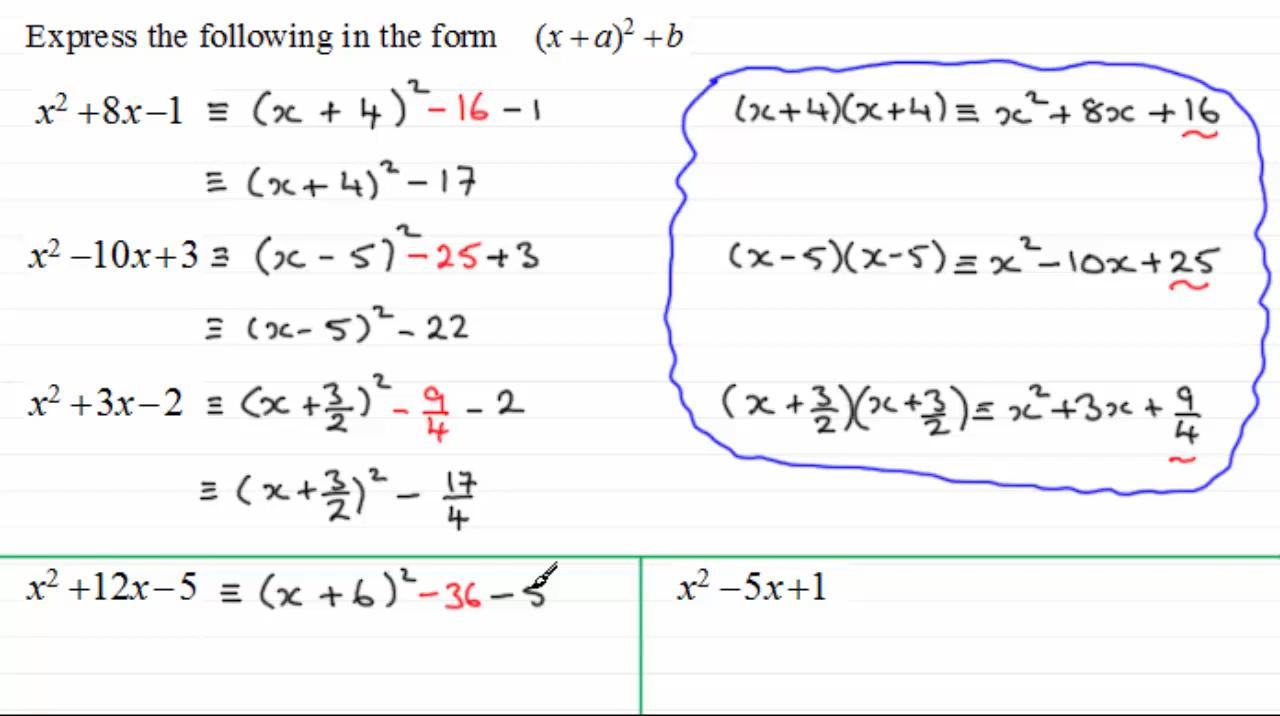 Express the following in the form (x+a)²+b
x²+8x−1 ≡ (x + 4)² − 16 − 1
(x+4)(x+4) ≡ x² + 8x + 16
≡ (x+4)² − 17
x²−10x+3 ≡ (x − 5)² − 25 + 3
(x−5)(x−5) ≡ x² − 10x + 25
≡ (x−5)² − 22
x²+3x−2 ≡ (x + 3/2)² − 9/4 − 2
(x + 3/2)(x + 3/2) ≡ x² + 3x + 9/4
≡ (x + 3/2)² − 17/4
x²+12x−5 ≡ (x + 6)² − 36 − 5
x²−5x+1